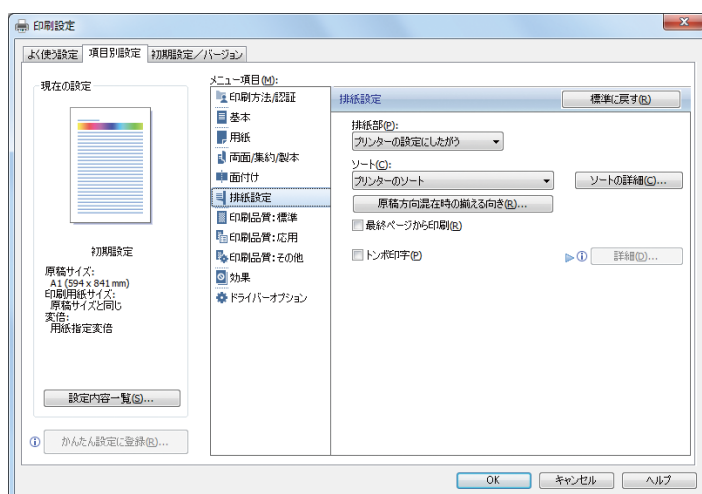 印刷設定
よく使う設定
項目別設定
初期設定／バージョン
現在の設定
初期設定
原稿サイズ:
A1 (594 x 841 mm)
印刷用紙サイズ:
原稿サイズと同じ
変倍:
用紙指定変倍
設定内容一覧(S)...
かんたん設定に登録(R)...
メニュー項目(M):
印刷方法/認証
基本
用紙
両面/集約/製本
面付け
排紙設定
印刷品質:標準
印刷品質:応用
印刷品質:その他
効果
ドライバーオプション
排紙設定
標準に戻す(R)
排紙部(P):
プリンターの設定にしたがう
ソート(C):
プリンターのソート
ソートの詳細(C)...
原稿方向混在時の揃える向き(R)...
最終ページから印刷(R)
トンボ印字(P)
詳細(D)...
OK
キャンセル
ヘルプ